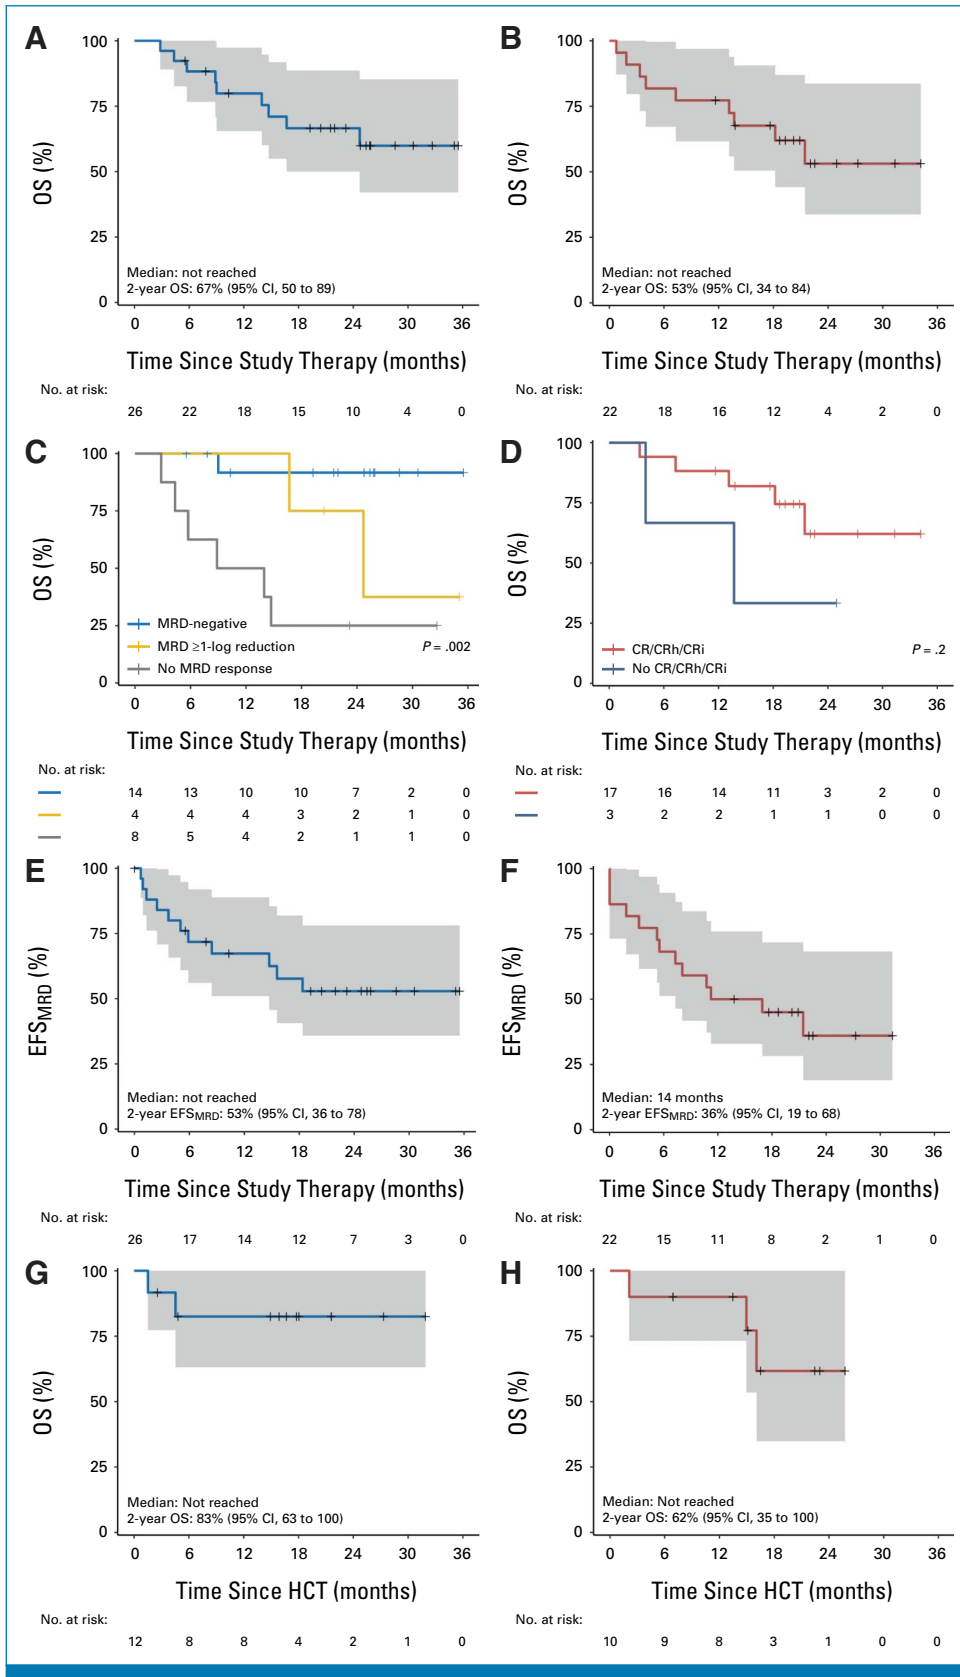 A
100
75
50
25
0
OS (%)
Median: not reached
2-year OS: 67% (95% CI, 50 to 89)
0 6 12 18 24 30 36
Time Since Study Therapy (months)
No. at risk:
26 22 18 15 10 4 0
B
100
75
50
25
0
OS (%)
Median: not reached
2-year OS: 53% (95% CI, 34 to 84)
0 6 12 18 24 30 36
Time Since Study Therapy (months)
No. at risk:
22 18 16 12 4 2 0
C
100
75
50
25
0
OS (%)
MRD-negative
MRD ≥1-log reduction
No MRD response
P = .002
0 6 12 18 24 30 36
Time Since Study Therapy (months)
No. at risk:
14 13 10 10 7 2 0
4 4 4 3 2 1 0
8 5 4 2 1 1 0
D
100
75
50
25
0
OS (%)
CR/CRh/CRi
No CR/CRh/CRi
P = .2
0 6 12 18 24 30 36
Time Since Study Therapy (months)
No. at risk:
17 16 14 11 3 2 0
3 2 2 1 1 0 0
E
100
75
50
25
0
EFSMRD (%)
Median: not reached
2-year EFSMRD: 53% (95% CI, 36 to 78)
0 6 12 18 24 30 36
Time Since Study Therapy (months)
No. at risk:
26 17 14 12 7 3 0
F
100
75
50
25
0
EFSMRD (%)
Median: 14 months
2-year EFSMRD: 36% (95% CI, 19 to 68)
0 6 12 18 24 30 36
Time Since Study Therapy (months)
No. at risk:
22 15 11 8 2 1 0
G
100
75
50
25
0
OS (%)
Median: Not reached
2-year OS: 83% (95% CI, 63 to 100)
0 6 12 18 24 30 36
Time Since HCT (months)
No. at risk:
12 8 8 4 2 1 0
H
100
75
50
25
0
OS (%)
Median: Not reached
2-year OS: 62% (95% CI, 35 to 100)
0 6 12 18 24 30 36
Time Since HCT (months)
No. at risk:
10 9 8 3 1 0 0